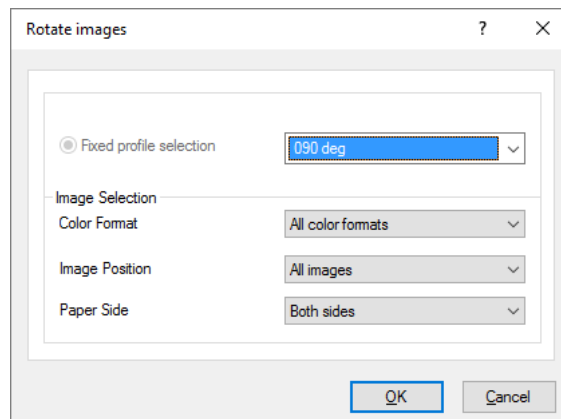 Rotate images ?
Fixed profile selection 090 deg
Image Selection
Color Format All color formats
Image Position All images
Paper Side Both sides
OK Cancel